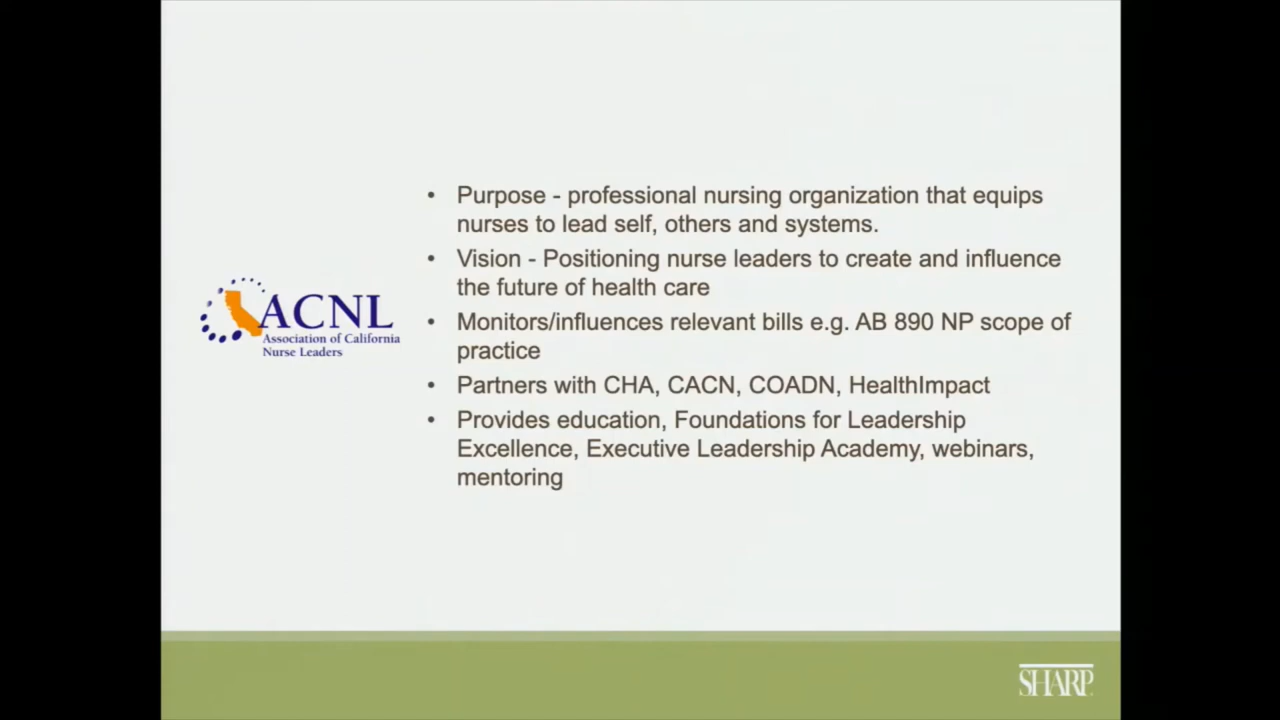 • Purpose - professional nursing organization that equips
nurses to lead self, others and systems.
• Vision - Positioning nurse leaders to create and influence
the future of health care
ACNL
Association of California
Nurse Leaders
• Monitors/influences relevant bills e.g. AB 890 NP scope of
practice
• Partners with CHA, CACN, COADN, HealthImpact
• Provides education, Foundations for Leadership
Excellence, Executive Leadership Academy, webinars,
mentoring
SHARP